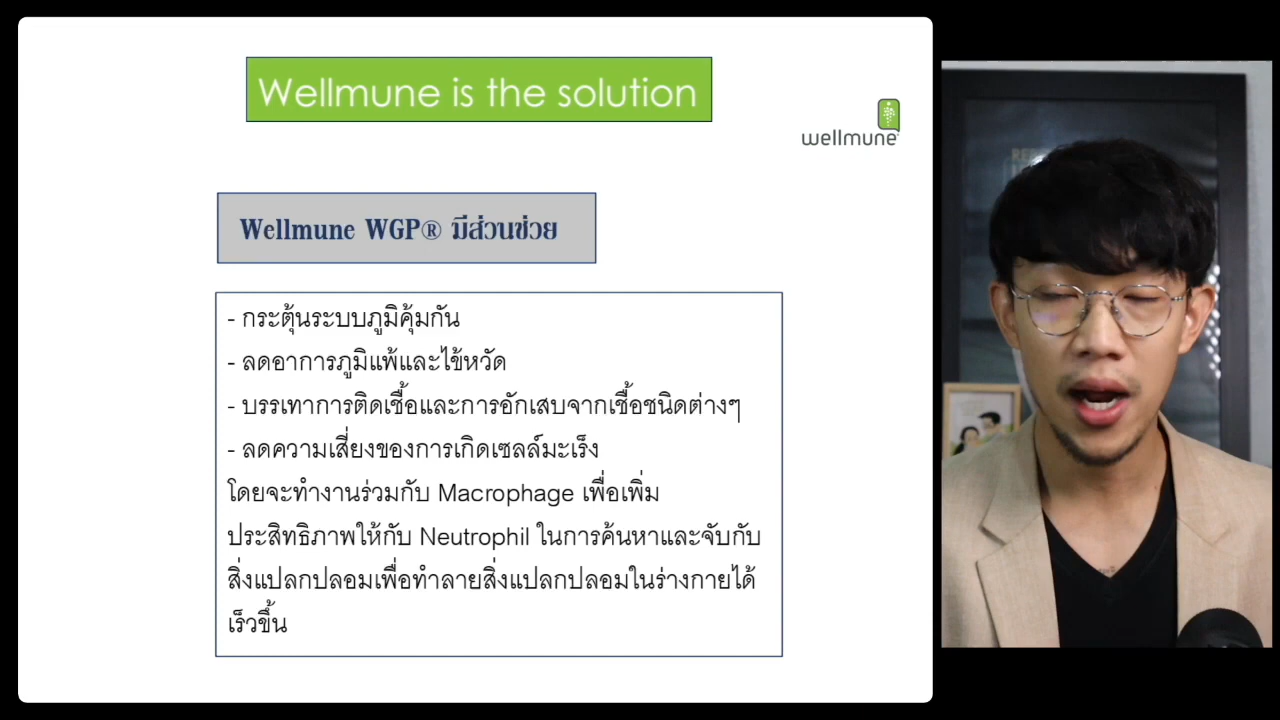 Wellmune is the solution
wellmune
Wellmune WGP® มีส่วนช่วย
- กระตุ้นระบบภูมิคุ้มกัน
- ลดอาการภูมิแพ้และไข้หวัด
- บรรเทาการติดเชื้อและการอักเสบจากเชื้อชนิดต่างๆ
- ลดความเสี่ยงของการเกิดเซลล์มะเร็ง
โดยจะทำงานร่วมกับ Macrophage เพื่อเพิ่ม
ประสิทธิภาพให้กับ Neutrophil ในการค้นหาและจับกับ
สิ่งแปลกปลอมเพื่อทำลายสิ่งแปลกปลอมในร่างกายได้
เร็วขึ้น